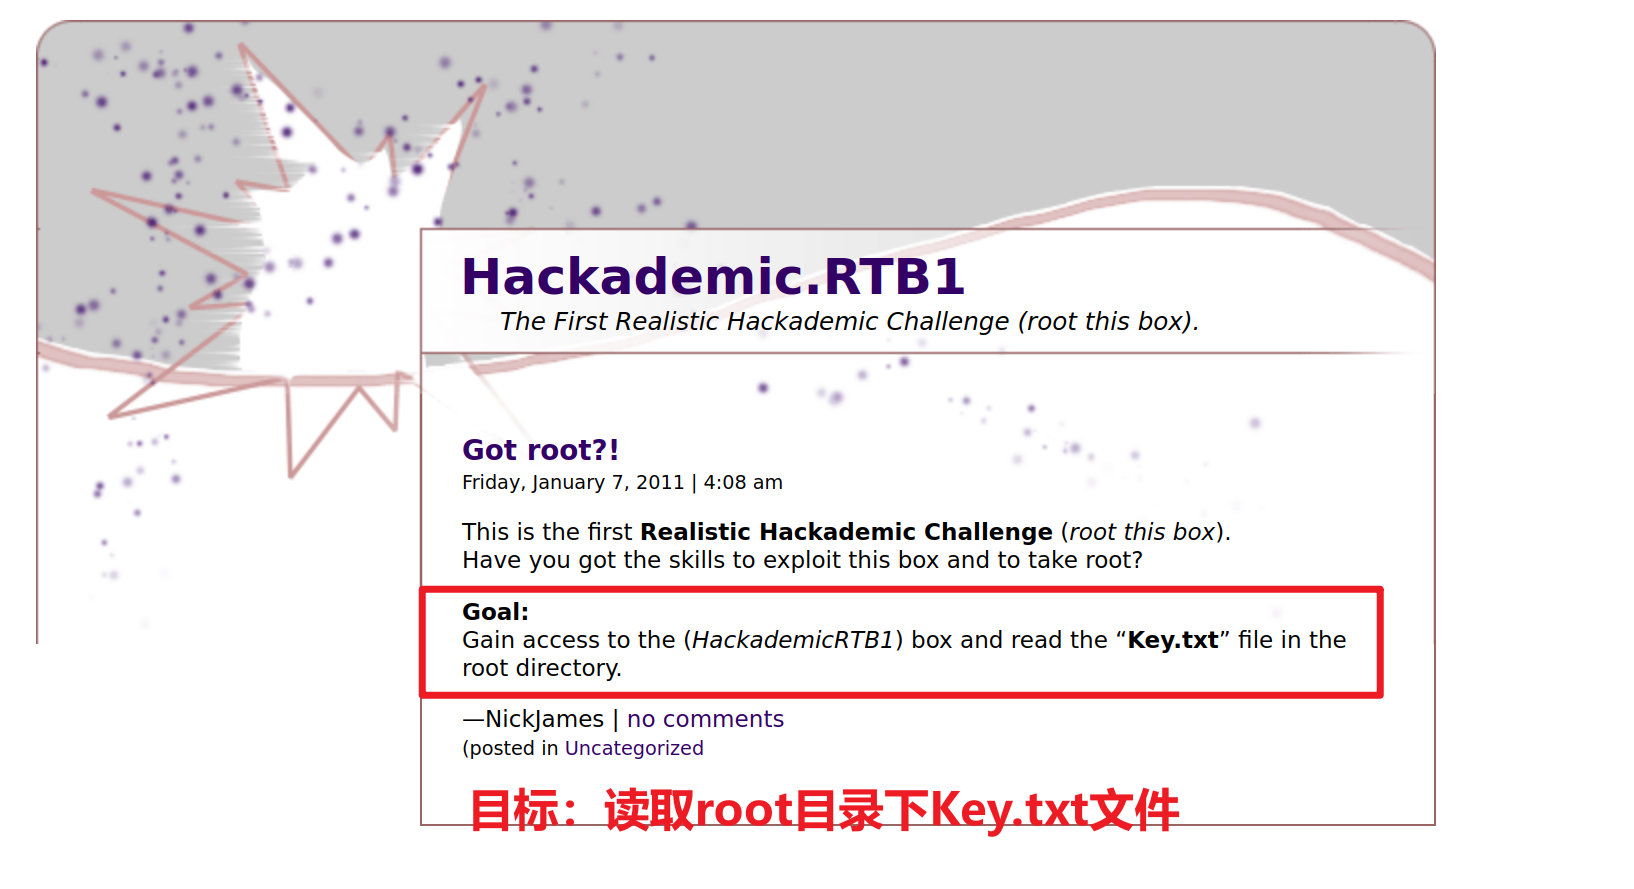 Hackademic.RTB1
The First Realistic Hackademic Challenge (root this box).
Got root?!
Friday, January 7, 2011 | 4:08 am
This is the first Realistic Hackademic Challenge (root this box).
Have you got the skills to exploit this box and to take root?
Goal:
Gain access to the (HackademicRTB1) box and read the “Key.txt” file in the
root directory.
—NickJames | no comments
(posted in Uncategorized
目标：读取root目录下Key.txt文件